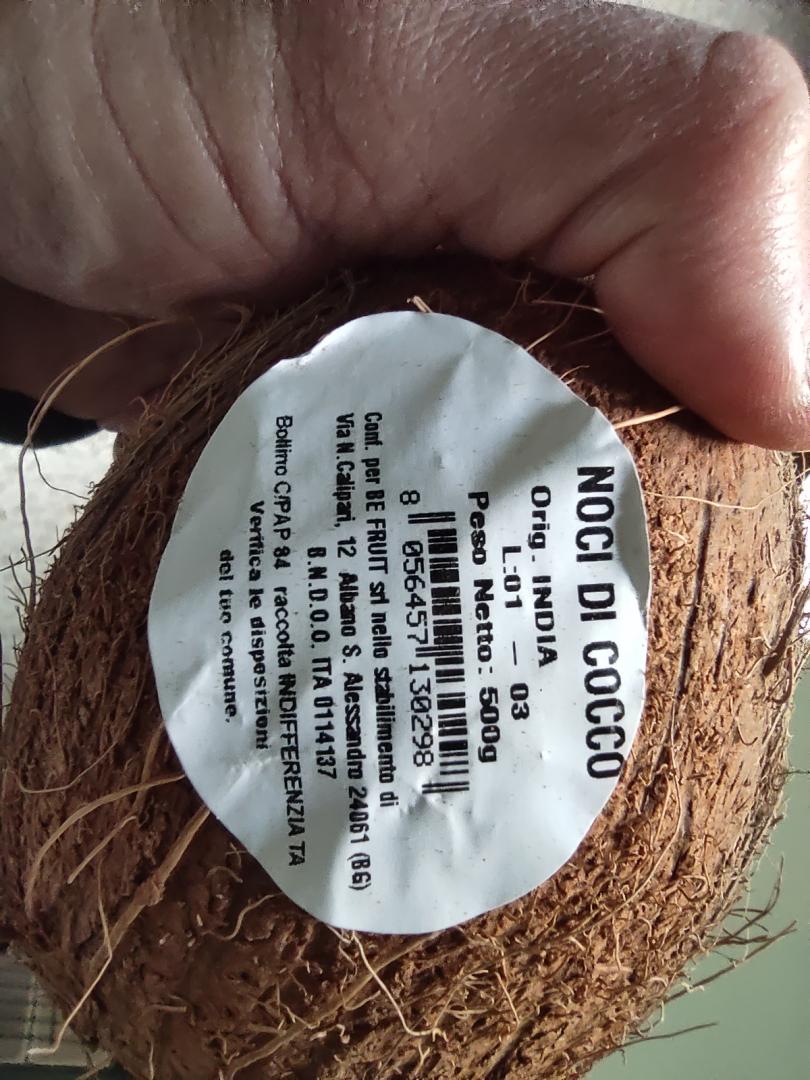 NOCI DI COCCO
Orig. INDIA
L:01 - 03
Peso Netto: 500g
8 056457 130298
Conf. per BE FRUIT srl nello stabilimento di
Via N.Calipari, 12 Albano S. Alessandro 24061 (BG)
B.N.D.O.O. ITA 0114137
Bollino C/PAP 84 raccolta INDIFFERENZIATA
Verifica le disposizioni
del tuo comune.